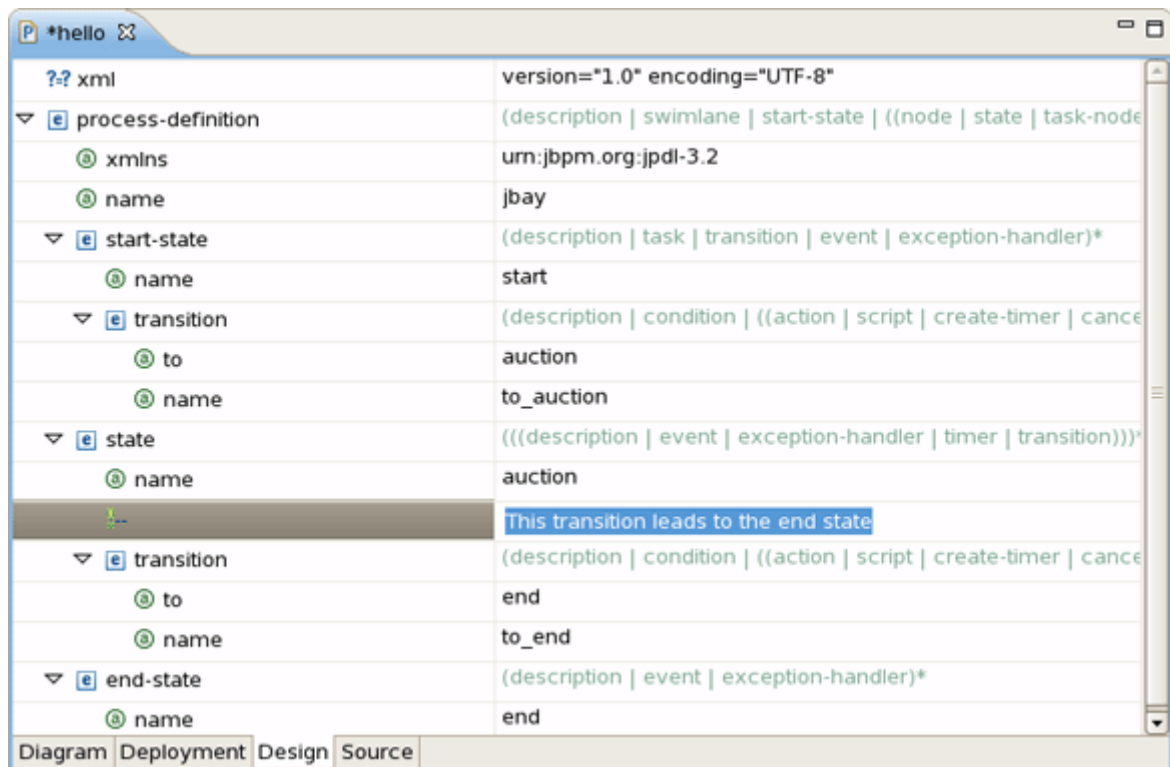 *hello
?=? xml version="1.0" encoding="UTF-8"
process-definition (description | swimlane | start-state | ((node | state | task-node
xmlns urn:jbpm.org:jpdl-3.2
name jbay
start-state (description | task | transition | event | exception-handler)*
name start
transition (description | condition | ((action | script | create-timer | cance
to auction
name to_auction
state (((description | event | exception-handler | timer | transition)))*
name auction
This transition leads to the end state
transition (description | condition | ((action | script | create-timer | cance
to end
name to_end
end-state (description | event | exception-handler)*
name end
Diagram Deployment Design Source